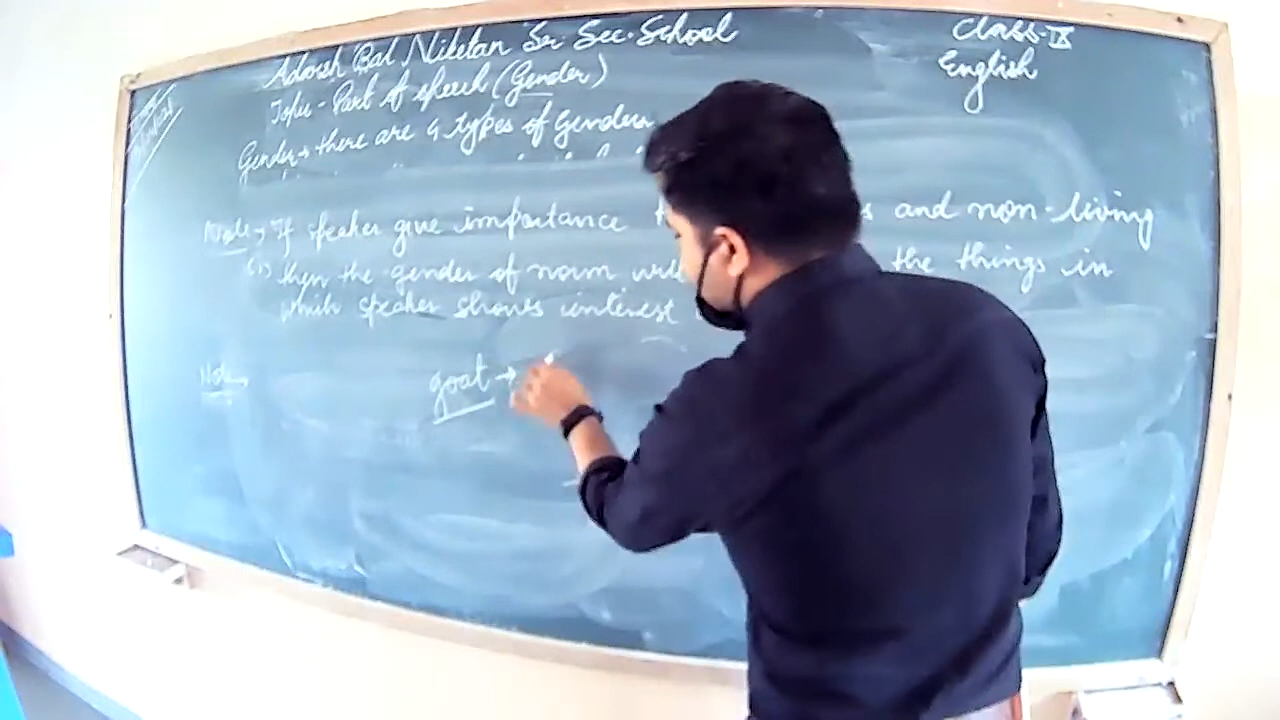 Adarsh Bal Niketan Sr. Sec. School
Class-IX
English
Topic - Part of speech (Gender)
Gender → there are 4 types of Genders
Note → If speaker give importance and non-living
(1) then the gender of noun the things in
which speaker shows interest
Note → goat →